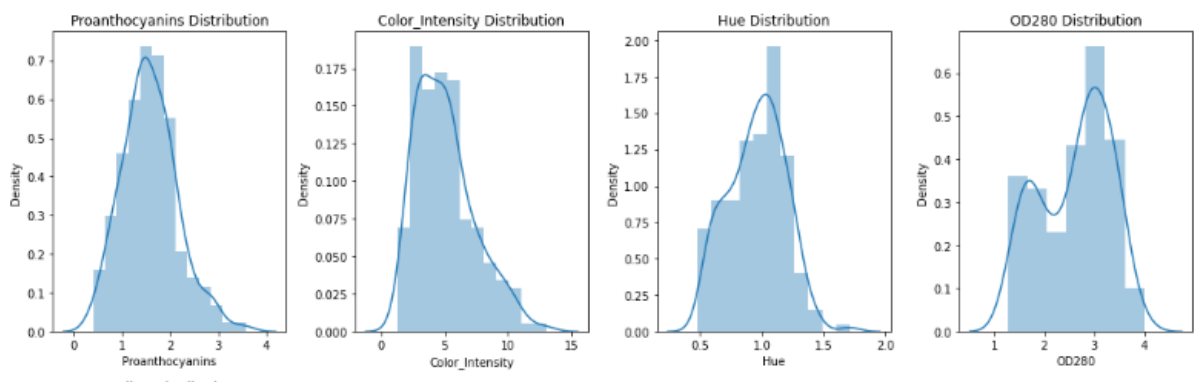 Proanthocyanins Distribution
Density
0.7
0.6
0.5
0.4
0.3
0.2
0.1
0.0
0 1 2 3 4
Proanthocyanins
Color_Intensity Distribution
Density
0.175
0.150
0.125
0.100
0.075
0.050
0.025
0.000
0 5 10 15
Color_Intensity
Hue Distribution
Density
2.00
1.75
1.50
1.25
1.00
0.75
0.50
0.25
0.00
0.5 1.0 1.5 2.0
Hue
OD280 Distribution
Density
0.6
0.5
0.4
0.3
0.2
0.1
0.0
1 2 3 4
OD280